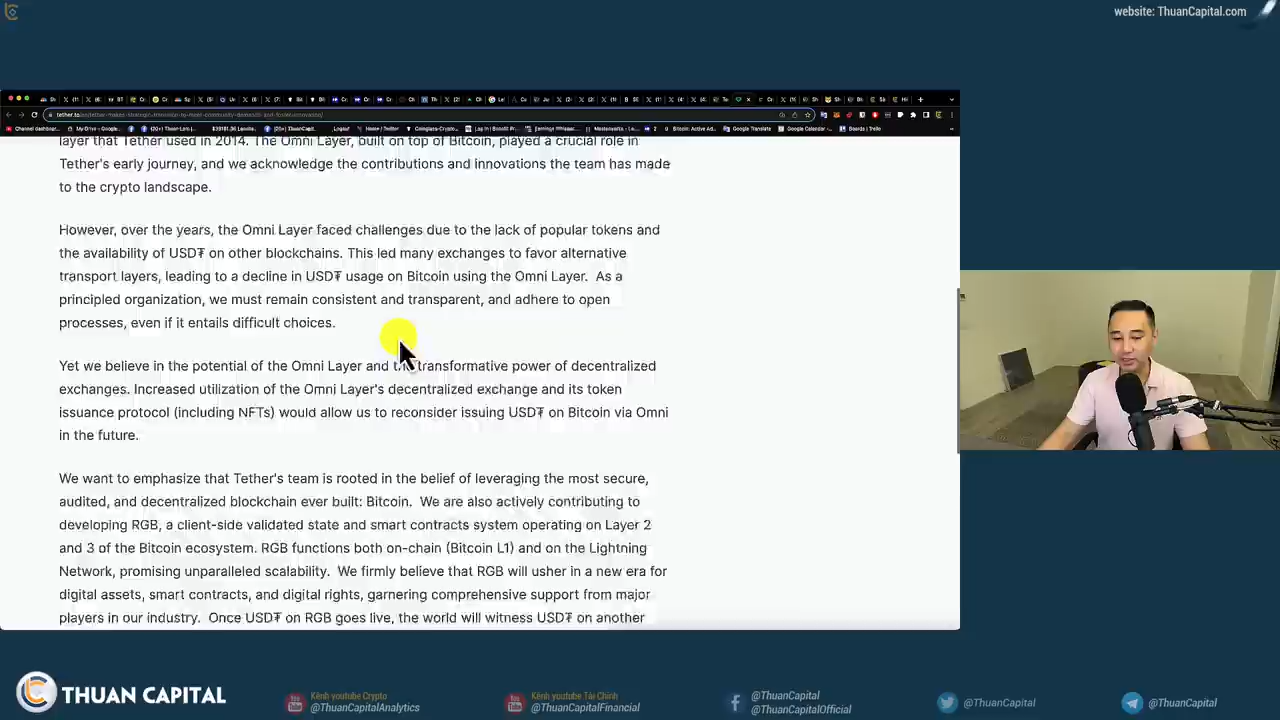 website: ThuanCapital.com
layer that Tether used in 2014. The Omni Layer, built on top of Bitcoin, played a crucial role in
Tether's early journey, and we acknowledge the contributions and innovations the team has made
to the crypto landscape.
However, over the years, the Omni Layer faced challenges due to the lack of popular tokens and
the availability of USD₮ on other blockchains. This led many exchanges to favor alternative
transport layers, leading to a decline in USD₮ usage on Bitcoin using the Omni Layer. As a
principled organization, we must remain consistent and transparent, and adhere to open
processes, even if it entails difficult choices.
Yet we believe in the potential of the Omni Layer and transformative power of decentralized
exchanges. Increased utilization of the Omni Layer's decentralized exchange and its token
issuance protocol (including NFTs) would allow us to reconsider issuing USD₮ on Bitcoin via Omni
in the future.
We want to emphasize that Tether's team is rooted in the belief of leveraging the most secure,
audited, and decentralized blockchain ever built: Bitcoin. We are also actively contributing to
developing RGB, a client-side validated state and smart contracts system operating on Layer 2
and 3 of the Bitcoin ecosystem. RGB functions both on-chain (Bitcoin L1) and on the Lightning
Network, promising unparalleled scalability. We firmly believe that RGB will usher in a new era for
digital assets, smart contracts, and digital rights, garnering comprehensive support from major
players in our industry. Once USD₮ on RGB goes live, the world will witness USD₮ on another
THUAN CAPITAL
Kênh youtube Crypto
@ThuanCapitalAnalytics
Kênh youtube Tài Chính
@ThuanCapitalFinancial
@ThuanCapital
@ThuanCapitalOfficial
@ThuanCapital
@ThuanCapital